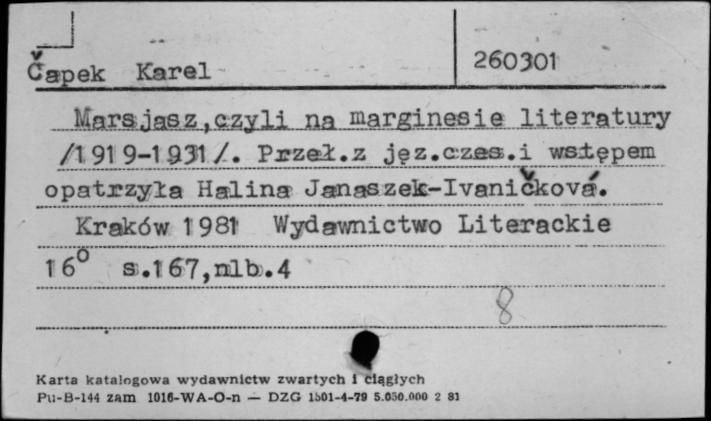 Čapek Karel 260301
Marsjasz,czyli na marginesie literatury
/1919-1931/. Przeł.z jęz.czes.i wstępem
opatrzyła Halina Janaszek-Ivaničková.
Kraków 1981 Wydawnictwo Literackie
16° s.167,nlb.4
8
Karta katalogowa wydawnictw zwartych i ciągłych
Pu-B-144 zam 1016-WA-O-n — DZG 1501-4-79 5.050.000 2 81